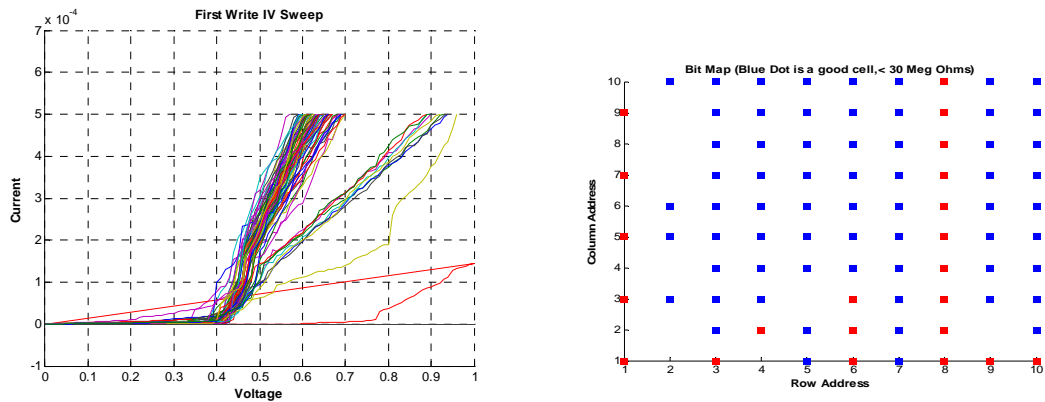 First Write IV Sweep
x 10^-4
7
6
5
4
3
2
1
0
-1
Current
0 0.1 0.2 0.3 0.4 0.5 0.6 0.7 0.8 0.9 1
Voltage
Bit Map (Blue Dot is a good cell,< 30 Meg Ohms)
10
9
8
7
6
5
4
3
2
1
Column Address
1 2 3 4 5 6 7 8 9 10
Row Address